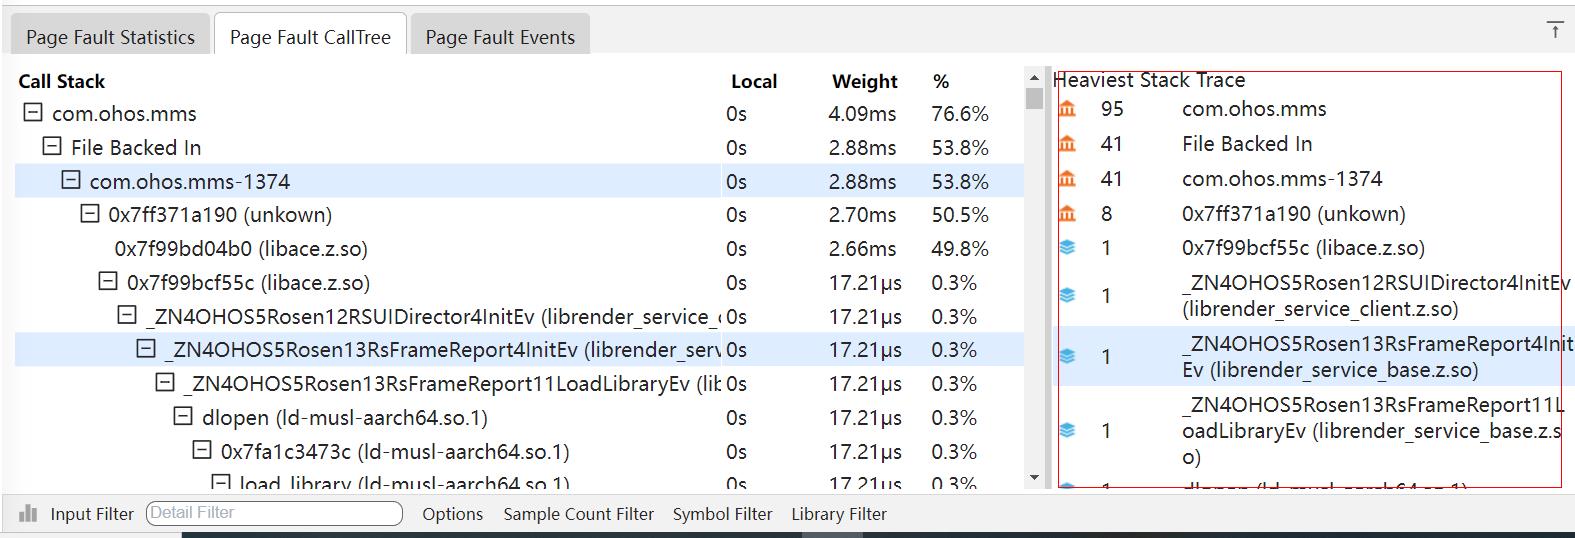 Page Fault Statistics Page Fault CallTree Page Fault Events
Call Stack Local Weight %
com.ohos.mms 0s 4.09ms 76.6%
File Backed In 0s 2.88ms 53.8%
com.ohos.mms-1374 0s 2.88ms 53.8%
0x7ff371a190 (unkown) 0s 2.70ms 50.5%
0x7f99bd04b0 (libace.z.so) 0s 2.66ms 49.8%
0x7f99bcf55c (libace.z.so) 0s 17.21μs 0.3%
_ZN4OHOS5Rosen12RSUIDirector4InitEv (librender_service_c 0s 17.21μs 0.3%
_ZN4OHOS5Rosen13RsFrameReport4InitEv (librender_serv 0s 17.21μs 0.3%
_ZN4OHOS5Rosen13RsFrameReport11LoadLibraryEv (lib 0s 17.21μs 0.3%
dlopen (ld-musl-aarch64.so.1) 0s 17.21μs 0.3%
0x7fa1c3473c (ld-musl-aarch64.so.1) 0s 17.21μs 0.3%
load_library (ld-musl-aarch64.so.1) 0s 17.21μs 0.3%
Heaviest Stack Trace
95 com.ohos.mms
41 File Backed In
41 com.ohos.mms-1374
8 0x7ff371a190 (unkown)
1 0x7f99bcf55c (libace.z.so)
1 _ZN4OHOS5Rosen12RSUIDirector4InitEv
(librender_service_client.z.so)
1 _ZN4OHOS5Rosen13RsFrameReport4Init
Ev (librender_service_base.z.so)
1 _ZN4OHOS5Rosen13RsFrameReport11L
oadLibraryEv (librender_service_base.z.s
o)
1 dlopen (ld-musl-aarch64.so.1)
Input Filter Detail Filter Options Sample Count Filter Symbol Filter Library Filter